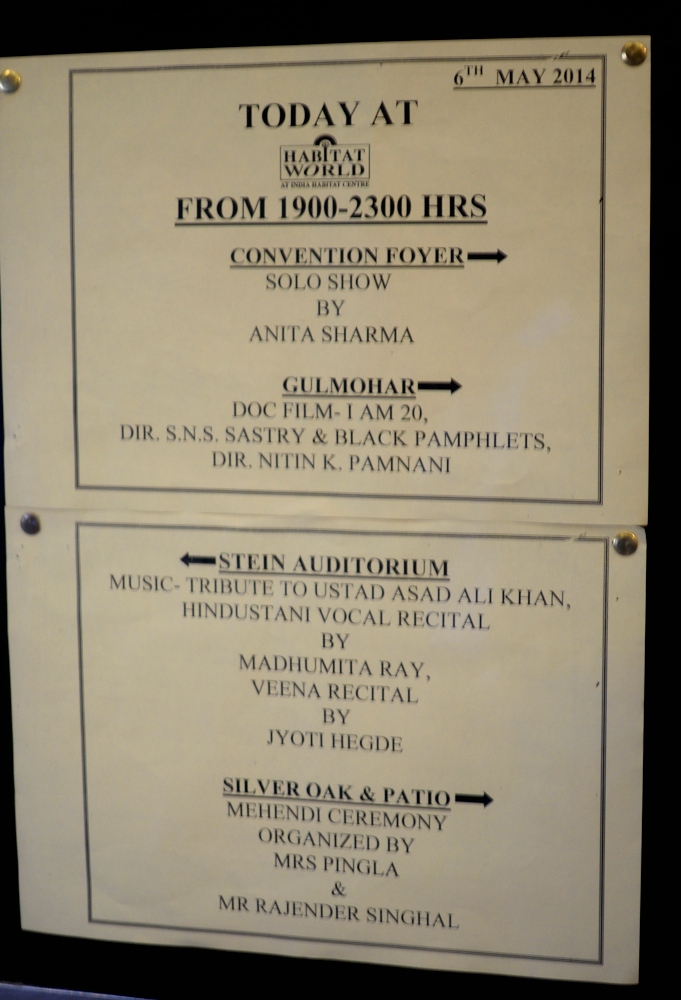 6TH MAY 2014
TODAY AT
HABITAT
WORLD
AT INDIA HABITAT CENTRE
FROM 1900-2300 HRS
CONVENTION FOYER
SOLO SHOW
BY
ANITA SHARMA
GULMOHAR
DOC FILM- I AM 20,
DIR. S.N.S. SASTRY & BLACK PAMPHLETS,
DIR. NITIN K. PAMNANI
STEIN AUDITORIUM
MUSIC- TRIBUTE TO USTAD ASAD ALI KHAN,
HINDUSTANI VOCAL RECITAL
BY
MADHUMITA RAY,
VEENA RECITAL
BY
JYOTI HEGDE
SILVER OAK & PATIO
MEHENDI CEREMONY
ORGANIZED BY
MRS PINGLA
&
MR RAJENDER SINGHAL